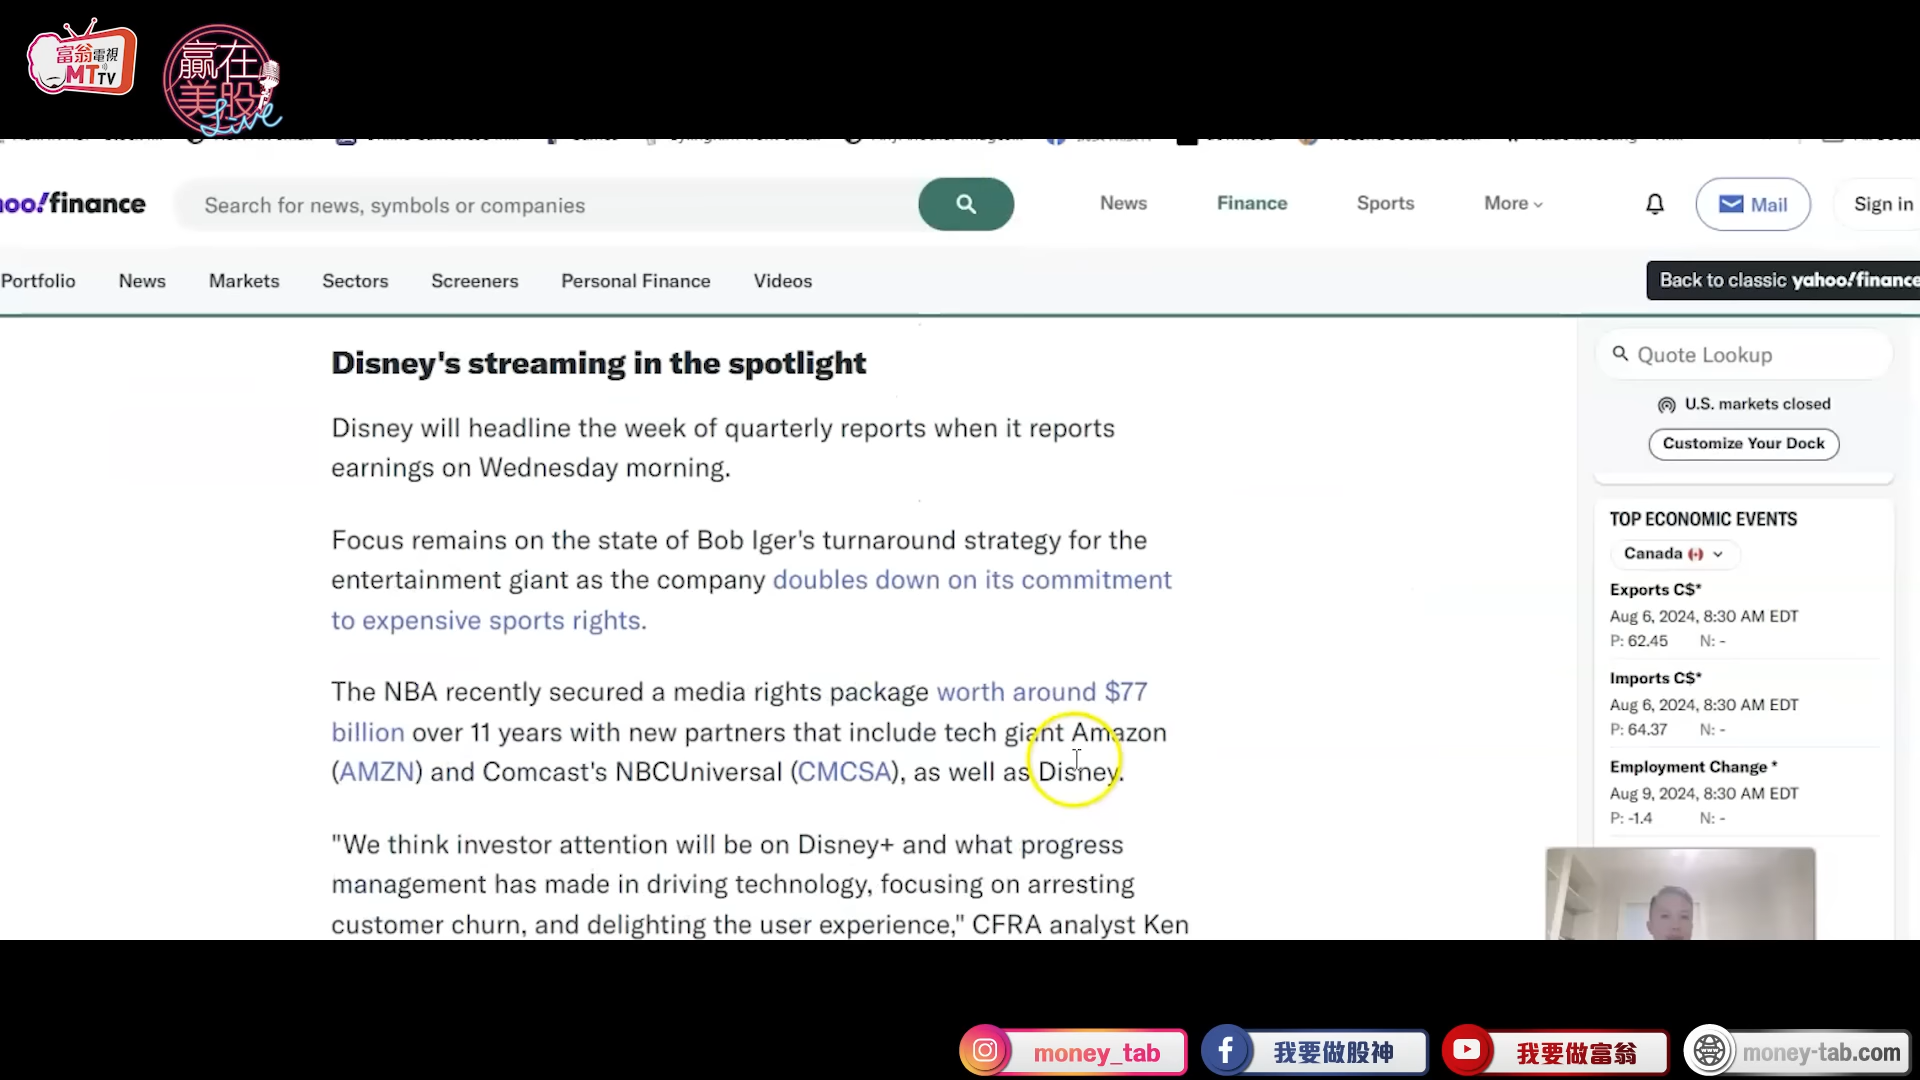 富翁電視
MTTV
贏在
美股
Live
oo!finance
Search for news, symbols or companies
News
Finance
Sports
More
Mail
Sign in
Portfolio
News
Markets
Sectors
Screeners
Personal Finance
Videos
Back to classic yahoo!finance
Disney's streaming in the spotlight
Disney will headline the week of quarterly reports when it reports
earnings on Wednesday morning.
Focus remains on the state of Bob Iger's turnaround strategy for the
entertainment giant as the company doubles down on its commitment
to expensive sports rights.
The NBA recently secured a media rights package worth around $77
billion over 11 years with new partners that include tech giant Amazon
(AMZN) and Comcast's NBCUniversal (CMCSA), as well as Disney.
"We think investor attention will be on Disney+ and what progress
management has made in driving technology, focusing on arresting
customer churn, and delighting the user experience," CFRA analyst Ken
Quote Lookup
U.S. markets closed
Customize Your Dock
TOP ECONOMIC EVENTS
Canada
Exports C$*
Aug 6, 2024, 8:30 AM EDT
P: 62.45 N: -
Imports C$*
Aug 6, 2024, 8:30 AM EDT
P: 64.37 N: -
Employment Change *
Aug 9, 2024, 8:30 AM EDT
P: -1.4 N: -
money_tab
我要做股神
我要做富翁
money-tab.com